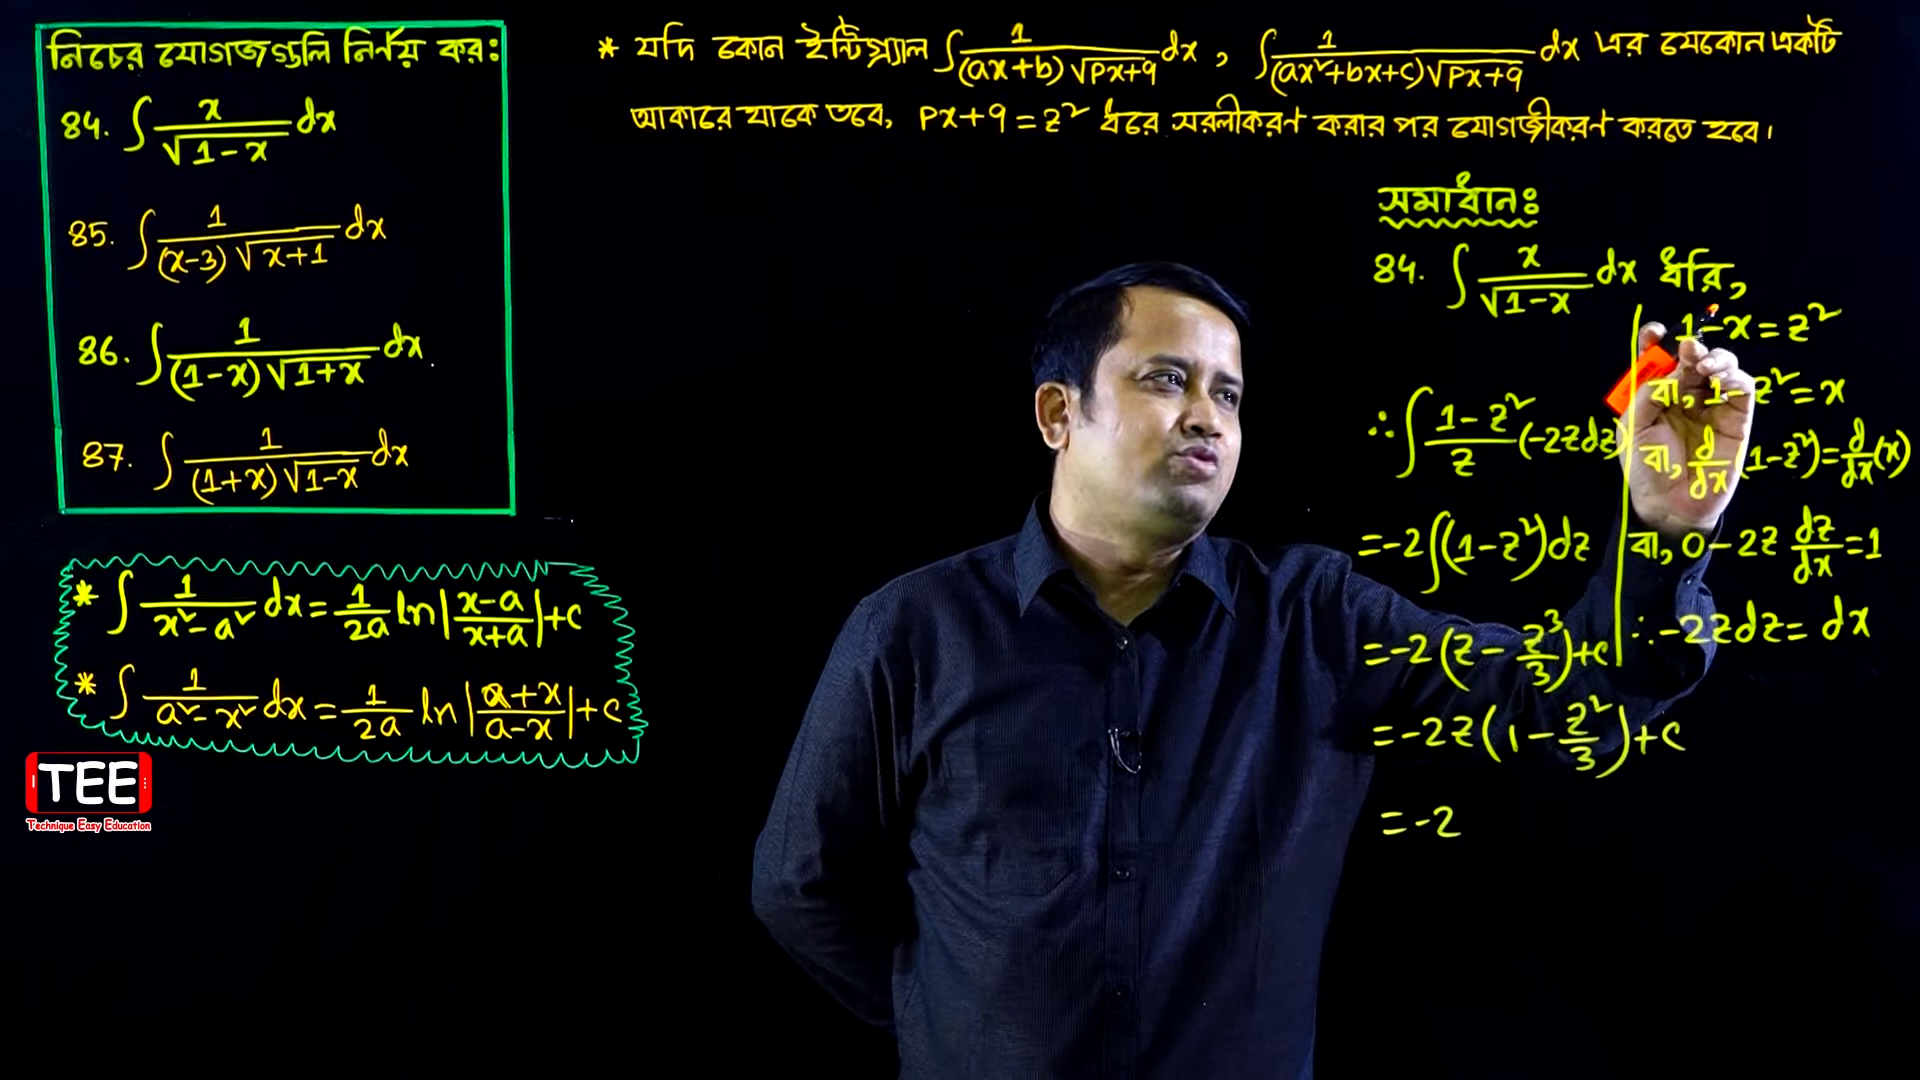 নিচের যোগজগুলি নির্ণয় কর:
84. ∫ x/√(1-x) dx
85. ∫ 1/((x-3)√(x+1)) dx
86. ∫ 1/((1-x)√(1+x)) dx
87. ∫ 1/((1+x)√(1-x)) dx
* ∫ 1/(x²-a²) dx = 1/2a ln|(x-a)/(x+a)|+c
* ∫ 1/(a²-x²) dx = 1/2a ln|(a+x)/(a-x)|+c
TEE
Technique Easy Education
* যদি কোন ইন্টিগ্র্যাল ∫ 1/((ax+b)√(px+q)) dx, ∫ 1/((ax²+bx+c)√(px+q)) dx এর যেকোন একটি
আকারে থাকে তবে, px+q = z² ধরে সরলীকরণ করার পর যোগজীকরণ করতে হবে।
সমাধানঃ
84. ∫ x/√(1-x) dx
∴ ∫ (1-z²)/z (-2zdz)
= -2∫(1-z²)dz
= -2(z - z³/3)+c
= -2z(1 - z²/3)+c
= -2
ধরি,
1-x = z²
বা, 1-z² = x
বা, d/dx (1-z²) = d/dx (x)
বা, 0-2z dz/dx = 1
∴ -2zdz = dx